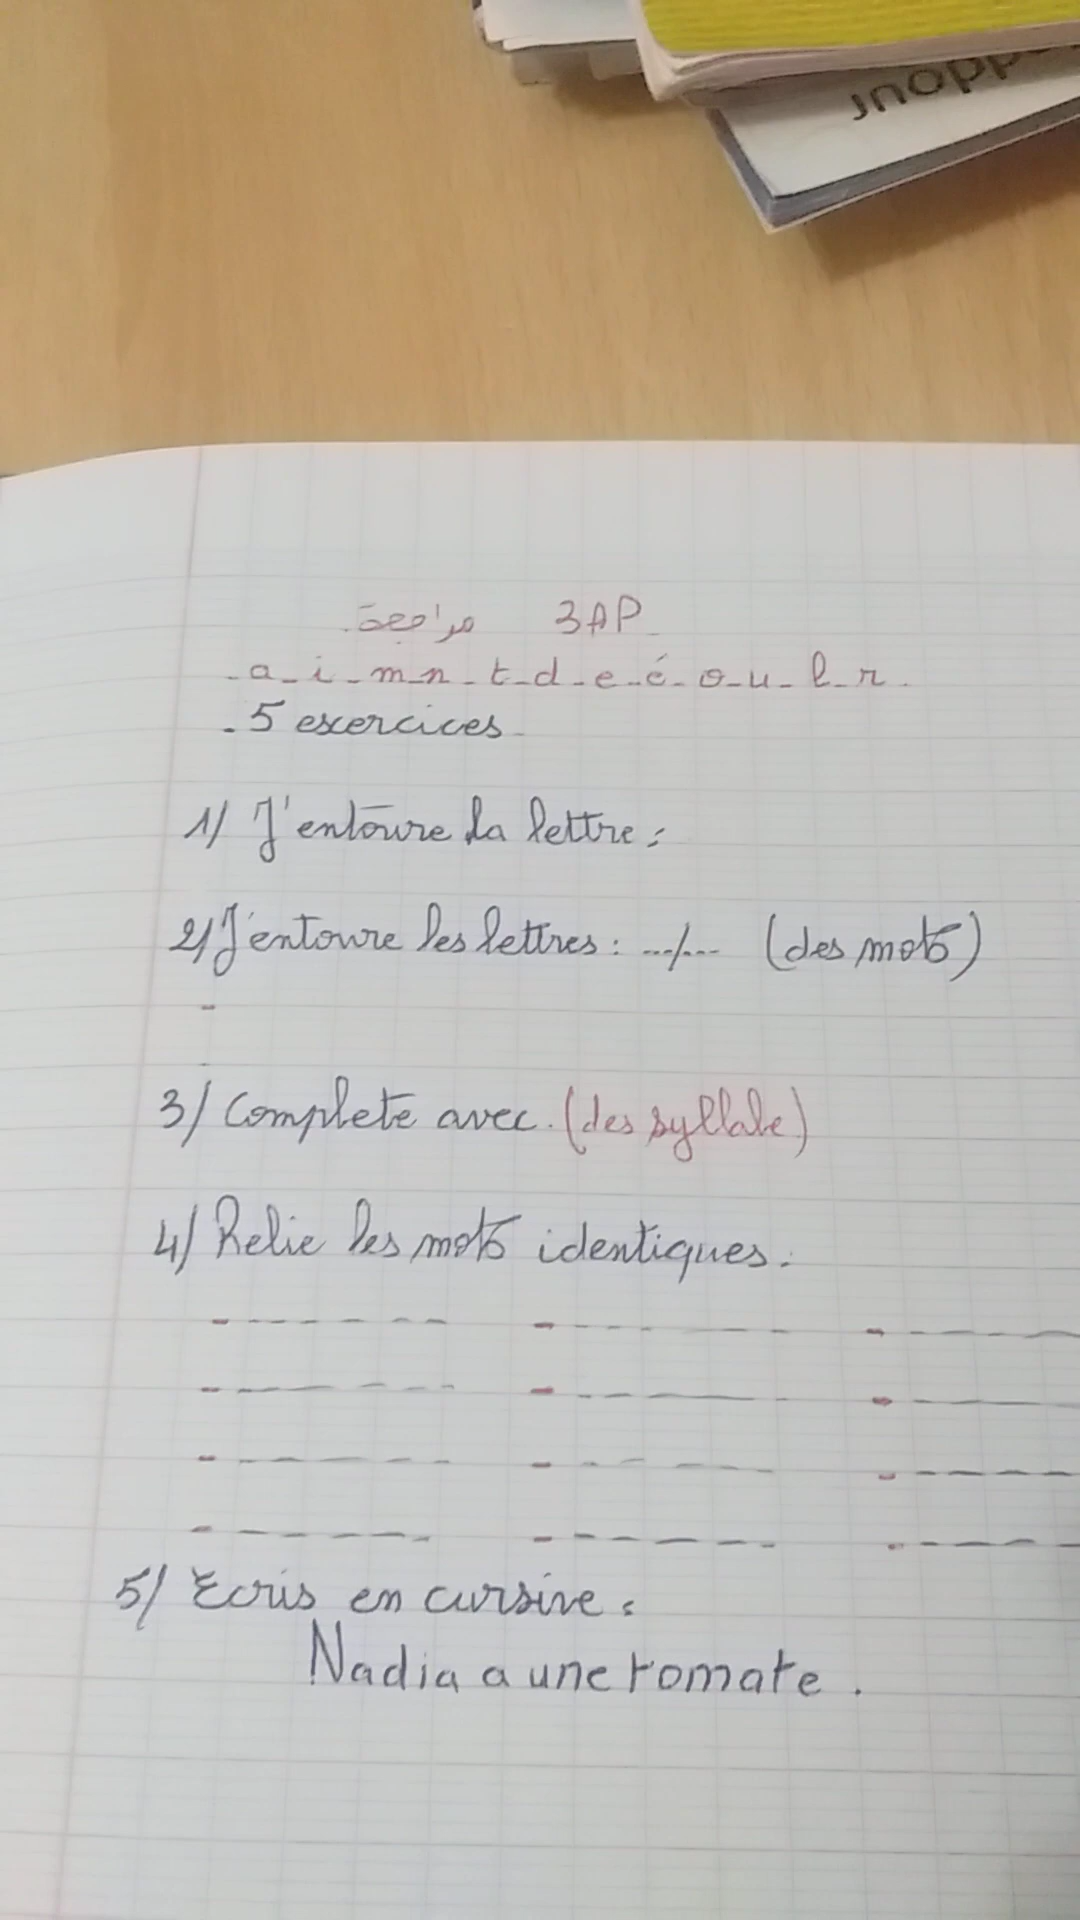 مراجعة 3AP
- a - i - m - n - t - d - e - é - o - u - l - r.
. 5 exercices
1/ J'entoure la lettre :
2/ J'entoure les lettres : .../... (des mots)
-
-
3/ Complete avec. (des syllabe)
4/ Relie les mots identiques.
- - - - - - - - - - - - - - - - - -
- - - - - - - - - - - - - - - - - -
- - - - - - - - - - - - - - - - - -
- - - - - - - - - - - - - - - - - -
5/ Ecris en cursive :
Nadia a une tomate.